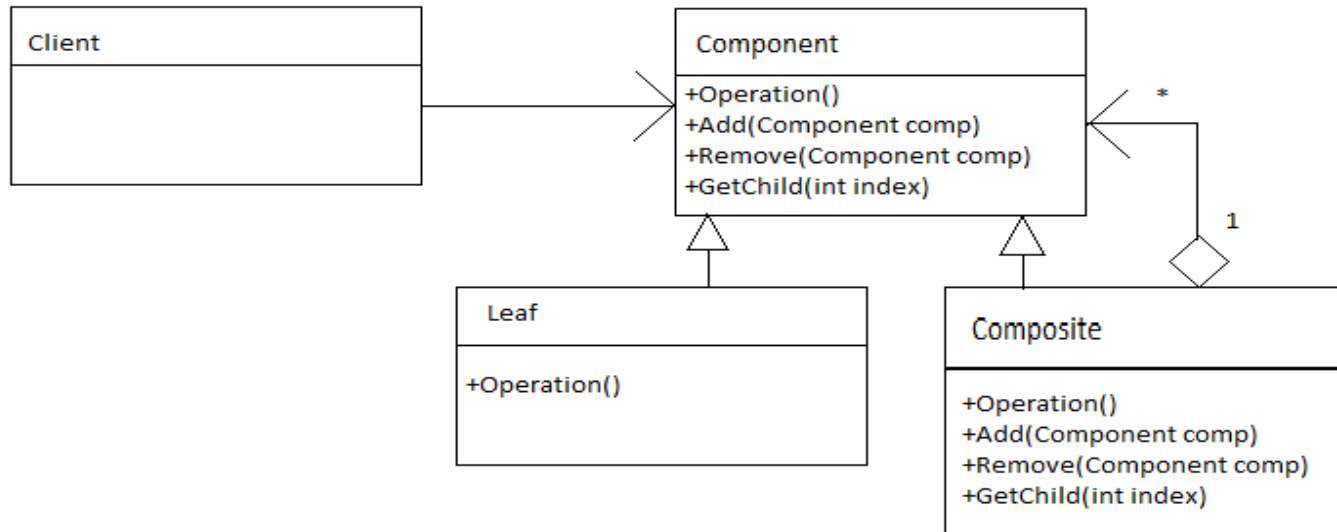 Client
Component
+Operation()
+Add(Component comp)
+Remove(Component comp)
+GetChild(int index)
*
1
Leaf
+Operation()
Composite
+Operation()
+Add(Component comp)
+Remove(Component comp)
+GetChild(int index)